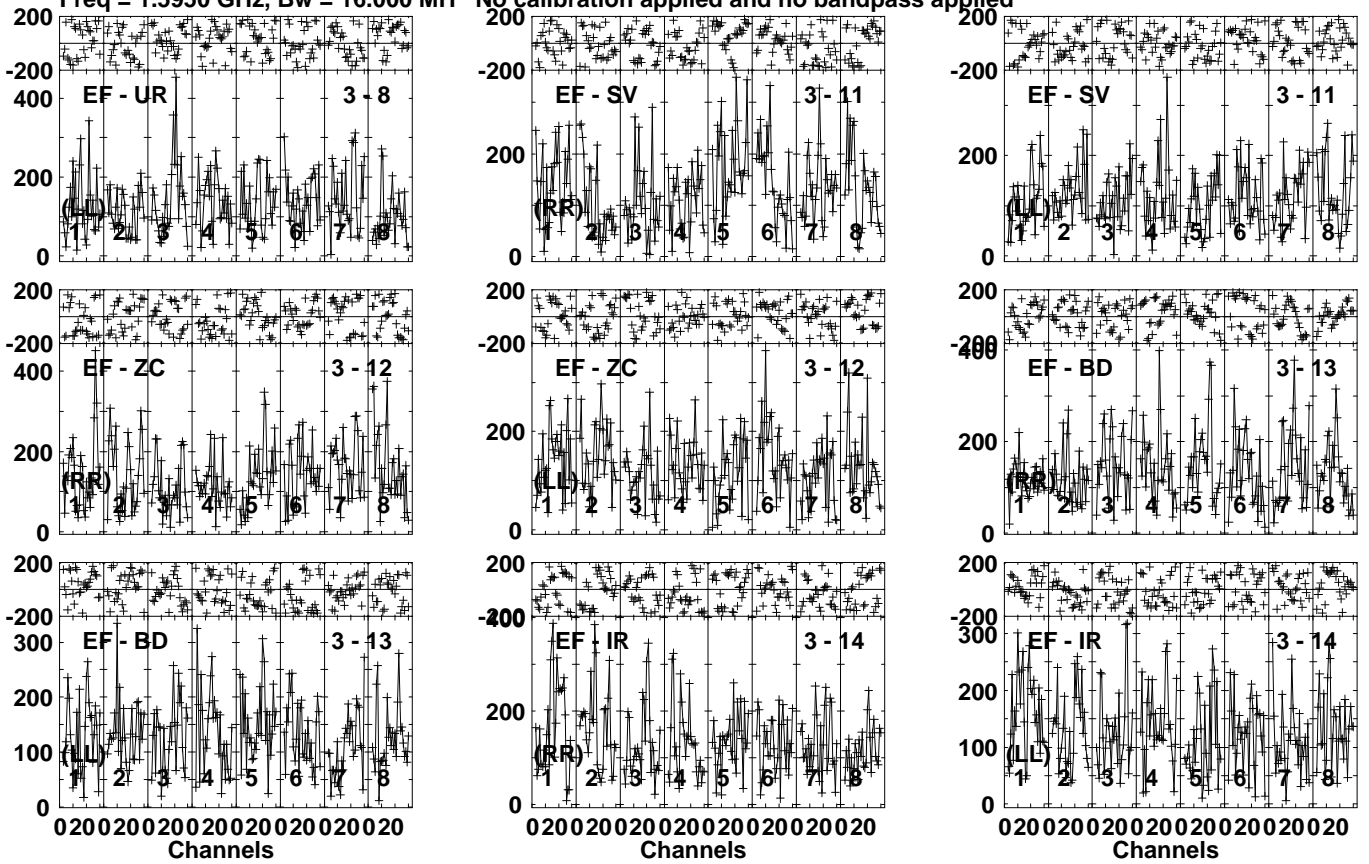 Freq = 1.5950 GHz, Bw = 16.000 MH No calibration applied and no bandpass applied
200 200 200
-200 -200 -200
EF - UR 3 - 8 EF - SV 3 - 11 EF - SV 3 - 11
400
200 200 200
(LL) (RR) (LL)
1 2 3 4 5 6 7 8 1 2 3 4 5 6 7 8 1 2 3 4 5 6 7 8
0 0 0
200 200 200
-200 -200 -200
400
EF - ZC 3 - 12 EF - ZC 3 - 12 EF - BD 3 - 13
400
200 200 200
(RR) (LL) (RR)
1 2 3 4 5 6 7 8 1 2 3 4 5 6 7 8 1 2 3 4 5 6 7 8
0 0 0
200 200 200
-200 -200 -200
400
EF - BD 3 - 13 EF - IR 3 - 14 EF - IR 3 - 14
300 300
200 200 200
100 100
(LL) (RR) (LL)
1 2 3 4 5 6 7 8 1 2 3 4 5 6 7 8 1 2 3 4 5 6 7 8
0 0 0
0 20 0 20 0 20 0 20 0 20 0 20 0 20 0 20 0 20 0 20 0 20 0 20 0 20 0 20 0 20 0 20 0 20 0 20 0 20 0 20 0 20 0 20 0 20 0 20
Channels Channels Channels